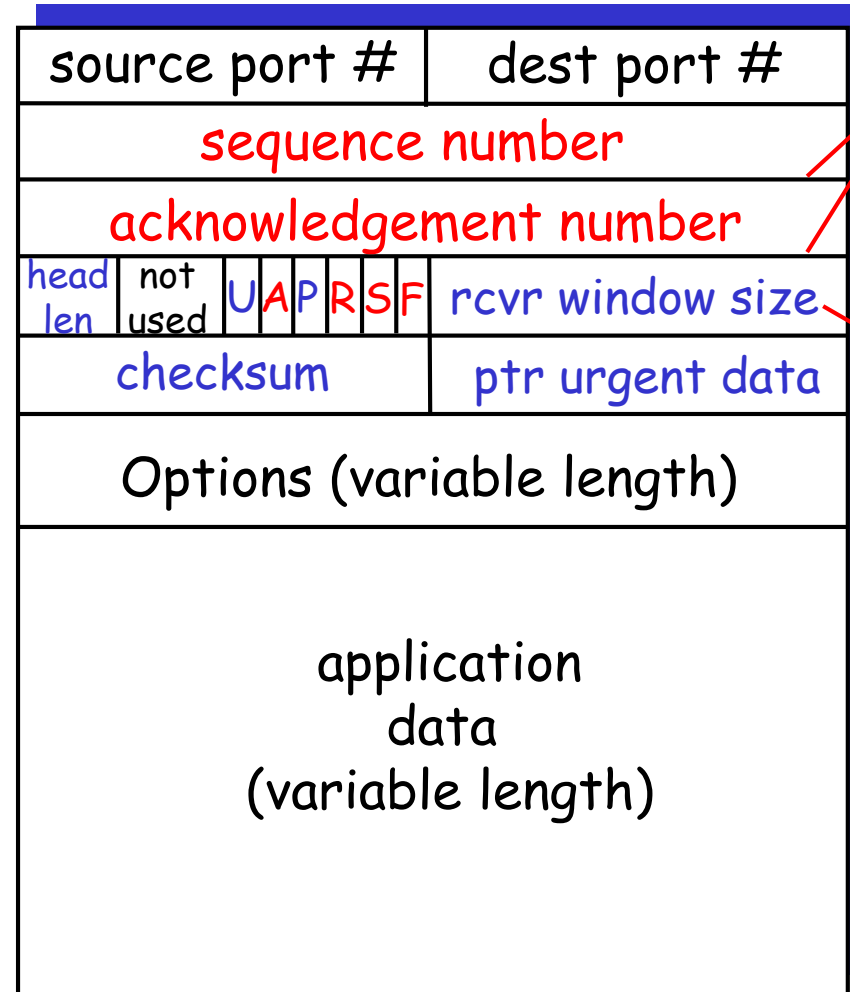 source port # dest port #
sequence number
acknowledgement number
head len not used U A P R S F rcvr window size
checksum ptr urgent data
Options (variable length)
application
data
(variable length)